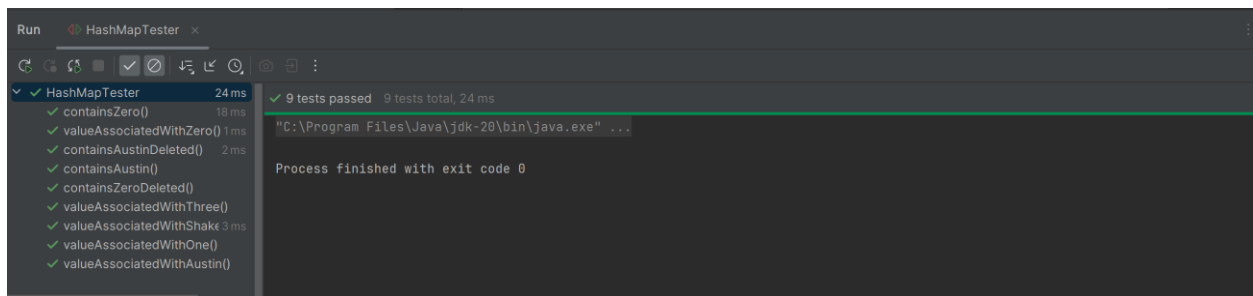 Run HashMapTester ×
HashMapTester 24 ms
9 tests passed 9 tests total, 24 ms
containsZero() 18 ms
valueAssociatedWithZero() 1 ms
"C:\Program Files\Java\jdk-20\bin\java.exe" ...
containsAustinDeleted() 2 ms
containsAustin()
Process finished with exit code 0
containsZeroDeleted()
valueAssociatedWithThree()
valueAssociatedWithShake 3 ms
valueAssociatedWithOne()
valueAssociatedWithAustin()